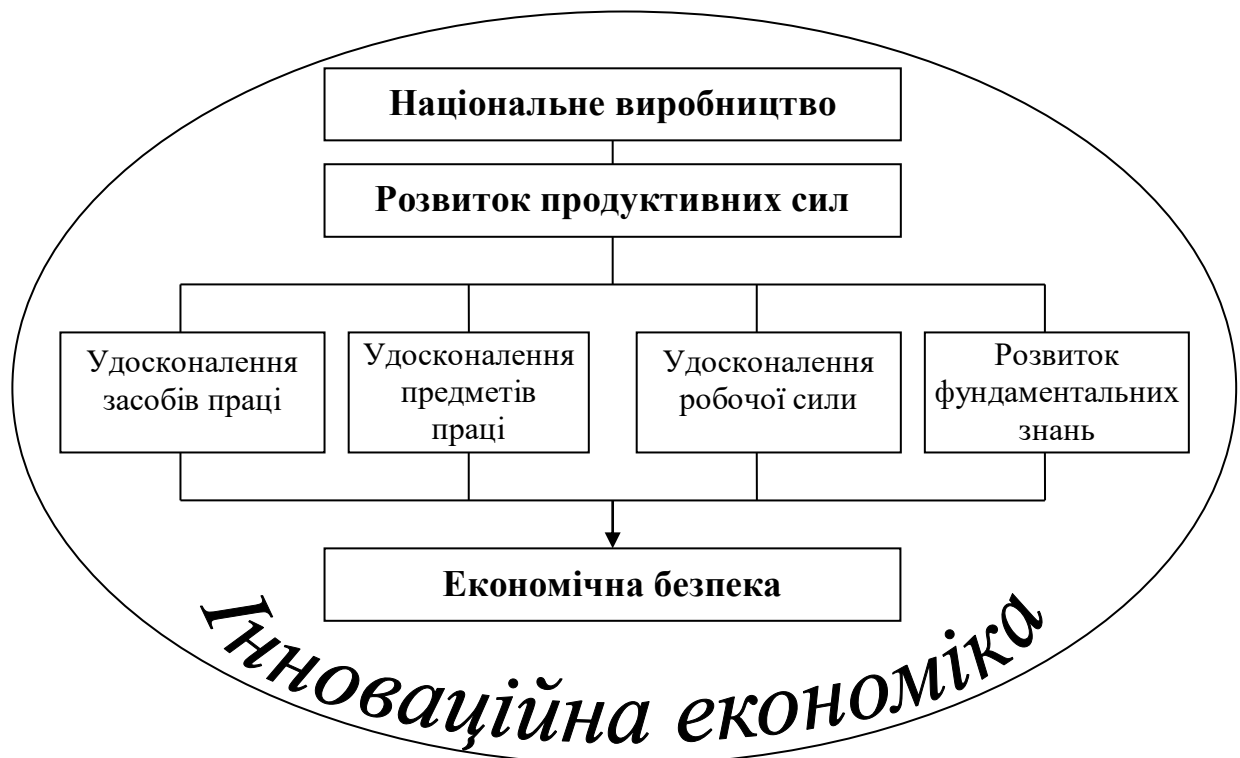 Національне виробництво
Розвиток продуктивних сил
Удосконалення
засобів праці
Удосконалення
предметів
праці
Удосконалення
робочої сили
Розвиток
фундаментальних
знань
Економічна безпека
Інноваційна економіка